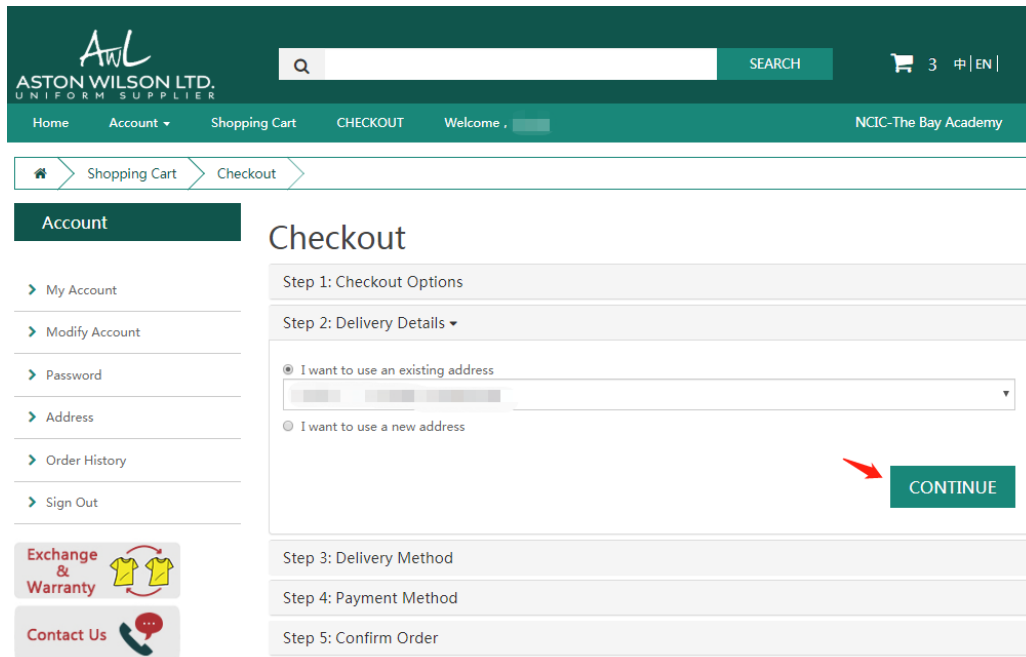 AWL
ASTON WILSON LTD.
UNIFORM SUPPLIER
SEARCH
3 中|EN|
Home Account Shopping Cart CHECKOUT Welcome , NCIC-The Bay Academy
Shopping Cart Checkout
Account
My Account
Modify Account
Password
Address
Order History
Sign Out
Exchange
&
Warranty
Contact Us
Checkout
Step 1: Checkout Options
Step 2: Delivery Details
I want to use an existing address
I want to use a new address
CONTINUE
Step 3: Delivery Method
Step 4: Payment Method
Step 5: Confirm Order